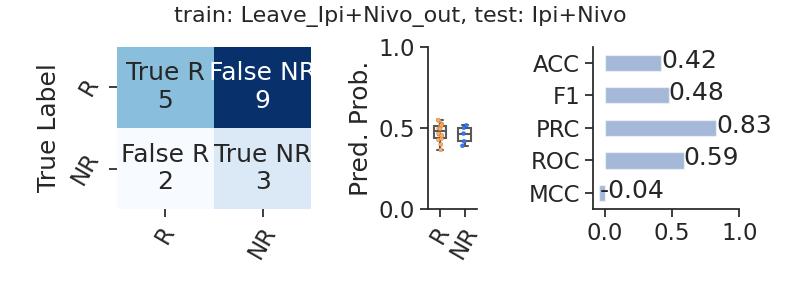 train: Leave_Ipi+Nivo_out, test: Ipi+Nivo
True Label
R
NR
True R
5
False NR
9
False R
2
True NR
3
R
NR
Pred. Prob.
1.0
0.5
0.0
R
NR
ACC
0.42
F1
0.48
PRC
0.83
ROC
0.59
MCC
-0.04
0.0
0.5
1.0